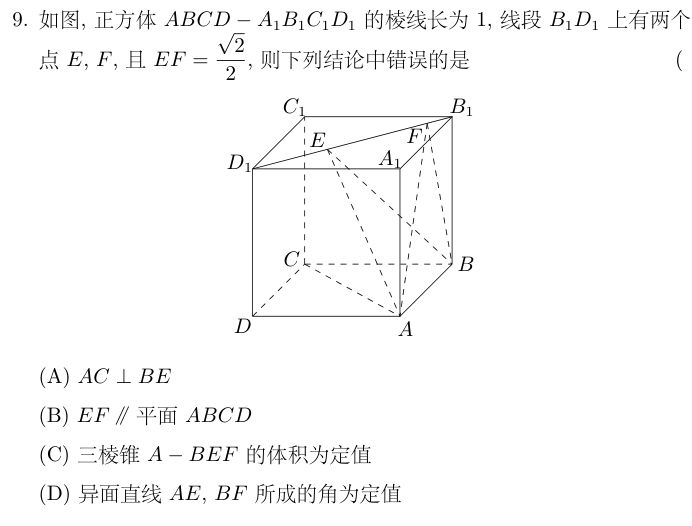 9. 如图, 正方体 ABCD − A₁B₁C₁D₁ 的棱线长为 1, 线段 B₁D₁ 上有两个
点 E, F, 且 EF = √2/2, 则下列结论中错误的是 (
C₁ B₁
E F
D₁ A₁
C B
D A
(A) AC ⊥ BE
(B) EF ∥ 平面 ABCD
(C) 三棱锥 A − BEF 的体积为定值
(D) 异面直线 AE, BF 所成的角为定值